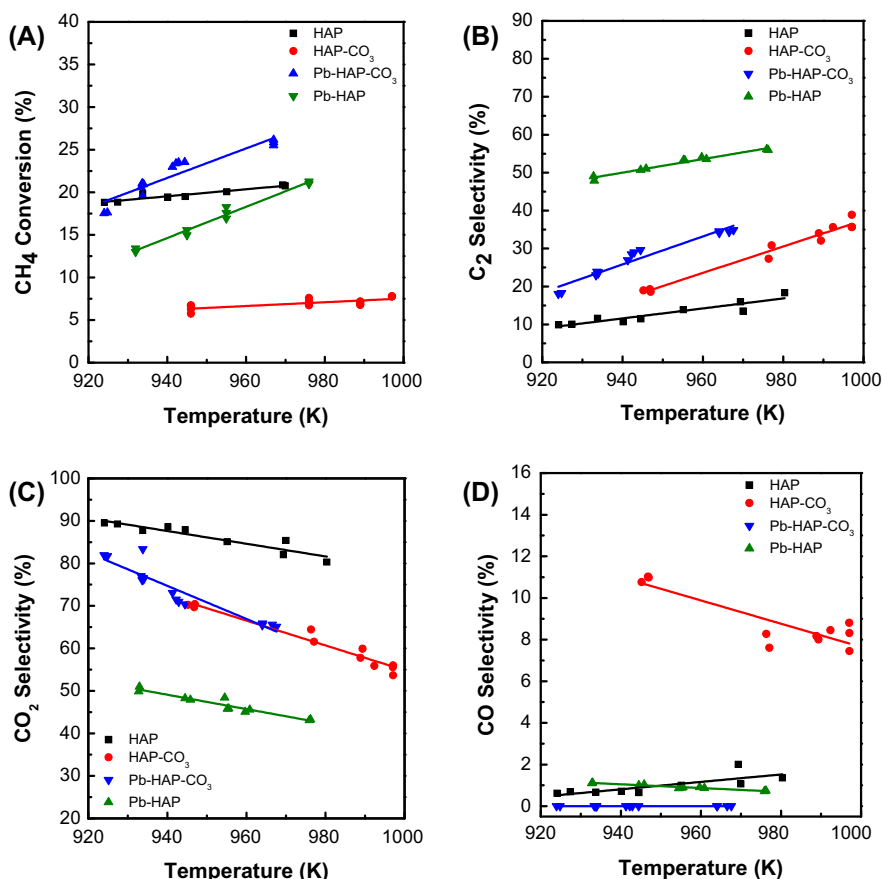 (A)
CH4 Conversion (%)
40
35
30
25
20
15
10
5
0
920 940 960 980 1000
Temperature (K)
HAP
HAP-CO3
Pb-HAP-CO3
Pb-HAP
(B)
C2 Selectivity (%)
90
80
70
60
50
40
30
20
10
0
920 940 960 980 1000
Temperature (K)
HAP
HAP-CO3
Pb-HAP-CO3
Pb-HAP
(C)
CO2 Selectivity (%)
100
90
80
70
60
50
40
30
20
920 940 960 980 1000
Temperature (K)
HAP
HAP-CO3
Pb-HAP-CO3
Pb-HAP
(D)
CO Selectivity (%)
16
14
12
10
8
6
4
2
0
920 940 960 980 1000
Temperature (K)
HAP
HAP-CO3
Pb-HAP-CO3
Pb-HAP